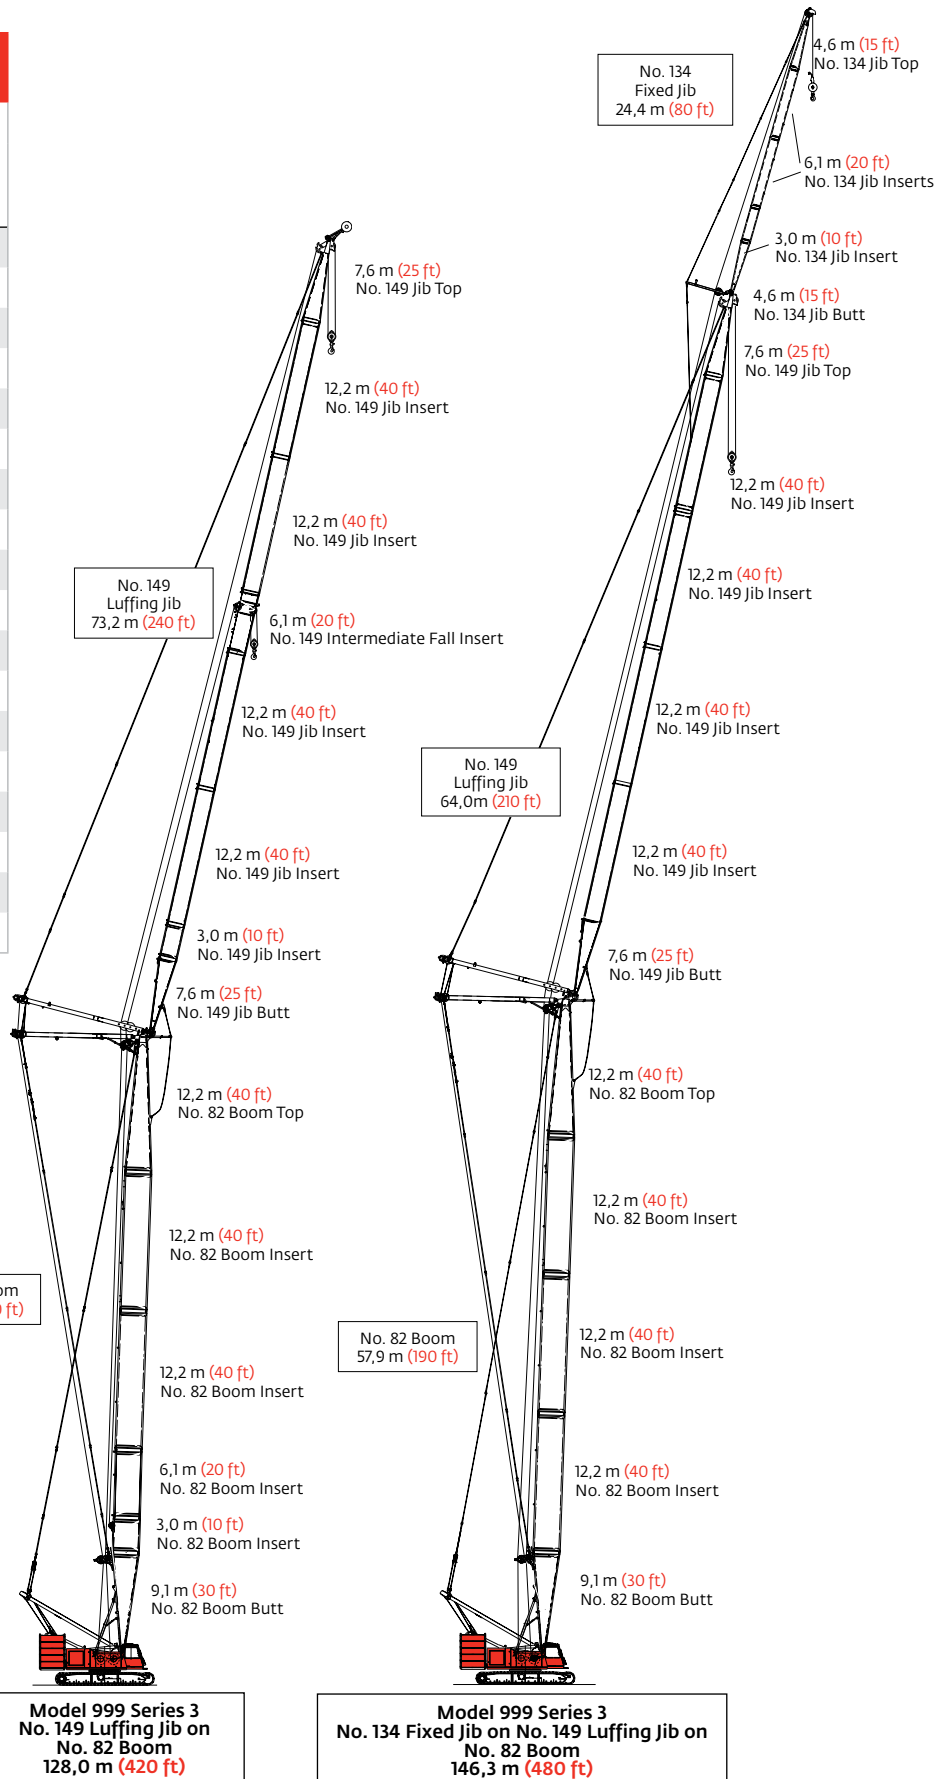 7,6 m (25 ft)
No. 149 Jib Top
12,2 m (40 ft)
No. 149 Jib Insert
12,2 m (40 ft)
No. 149 Jib Insert
No. 149
Luffing Jib
73,2 m (240 ft)
6,1 m (20 ft)
No. 149 Intermediate Fall Insert
12,2 m (40 ft)
No. 149 Jib Insert
12,2 m (40 ft)
No. 149 Jib Insert
3,0 m (10 ft)
No. 149 Jib Insert
7,6 m (25 ft)
No. 149 Jib Butt
12,2 m (40 ft)
No. 82 Boom Top
12,2 m (40 ft)
No. 82 Boom Insert
om
ft)
12,2 m (40 ft)
No. 82 Boom Insert
6,1 m (20 ft)
No. 82 Boom Insert
3,0 m (10 ft)
No. 82 Boom Insert
9,1 m (30 ft)
No. 82 Boom Butt
Model 999 Series 3
No. 149 Luffing Jib on
No. 82 Boom
128,0 m (420 ft)
4,6 m (15 ft)
No. 134 Jib Top
No. 134
Fixed Jib
24,4 m (80 ft)
6,1 m (20 ft)
No. 134 Jib Inserts
3,0 m (10 ft)
No. 134 Jib Insert
4,6 m (15 ft)
No. 134 Jib Butt
7,6 m (25 ft)
No. 149 Jib Top
12,2 m (40 ft)
No. 149 Jib Insert
12,2 m (40 ft)
No. 149 Jib Insert
12,2 m (40 ft)
No. 149 Jib Insert
No. 149
Luffing Jib
64,0m (210 ft)
12,2 m (40 ft)
No. 149 Jib Insert
7,6 m (25 ft)
No. 149 Jib Butt
12,2 m (40 ft)
No. 82 Boom Top
12,2 m (40 ft)
No. 82 Boom Insert
No. 82 Boom
57,9 m (190 ft)
12,2 m (40 ft)
No. 82 Boom Insert
12,2 m (40 ft)
No. 82 Boom Insert
9,1 m (30 ft)
No. 82 Boom Butt
Model 999 Series 3
No. 134 Fixed Jib on No. 149 Luffing Jib on
No. 82 Boom
146,3 m (480 ft)